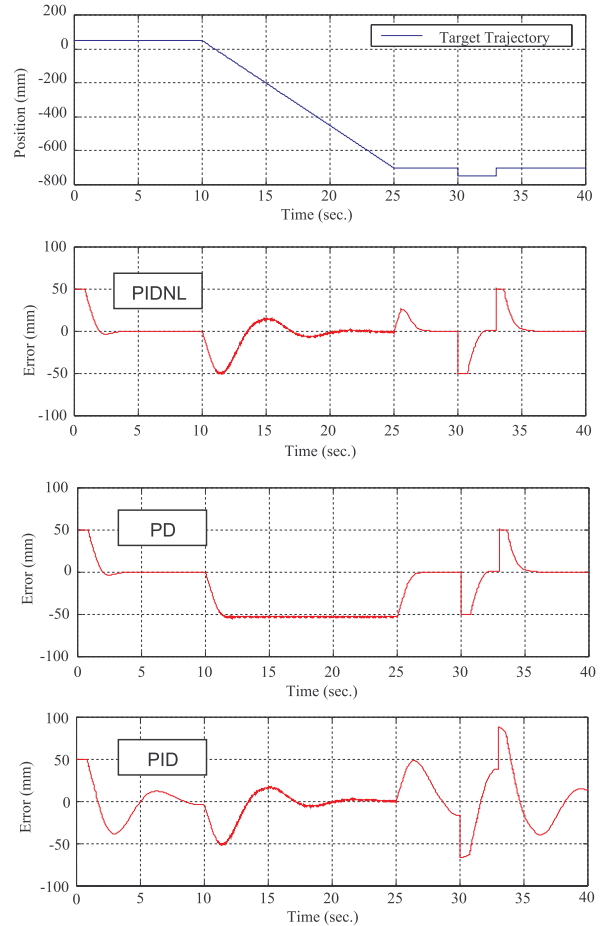 200
0
-200
-400
-600
-800
Position (mm)
Target Trajectory
0 5 10 15 20 25 30 35 40
Time (sec.)
100
50
0
-50
-100
Error (mm)
PIDNL
0 5 10 15 20 25 30 35 40
Time (sec.)
100
50
0
-50
-100
Error (mm)
PD
0 5 10 15 20 25 30 35 40
Time (sec.)
100
50
0
-50
-100
Error (mm)
PID
0 5 10 15 20 25 30 35 40
Time (sec.)